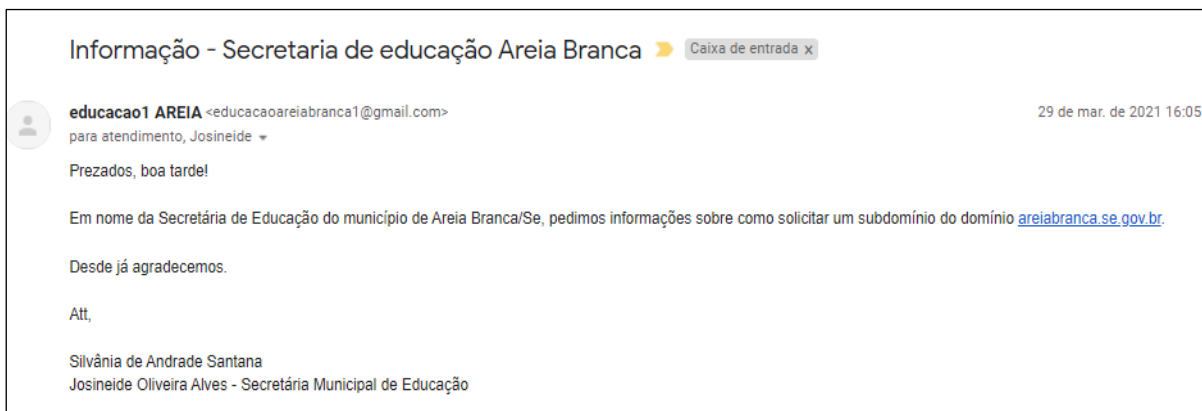 Informação - Secretaria de educação Areia Branca Caixa de entrada x
educacao1 AREIA <educacaoareiabranca1@gmail.com> 29 de mar. de 2021 16:05
para atendimento, Josineide
Prezados, boa tarde!
Em nome da Secretária de Educação do município de Areia Branca/Se, pedimos informações sobre como solicitar um subdomínio do domínio areiabranca.se.gov.br.
Desde já agradecemos.
Att,
Silvânia de Andrade Santana
Josineide Oliveira Alves - Secretária Municipal de Educação